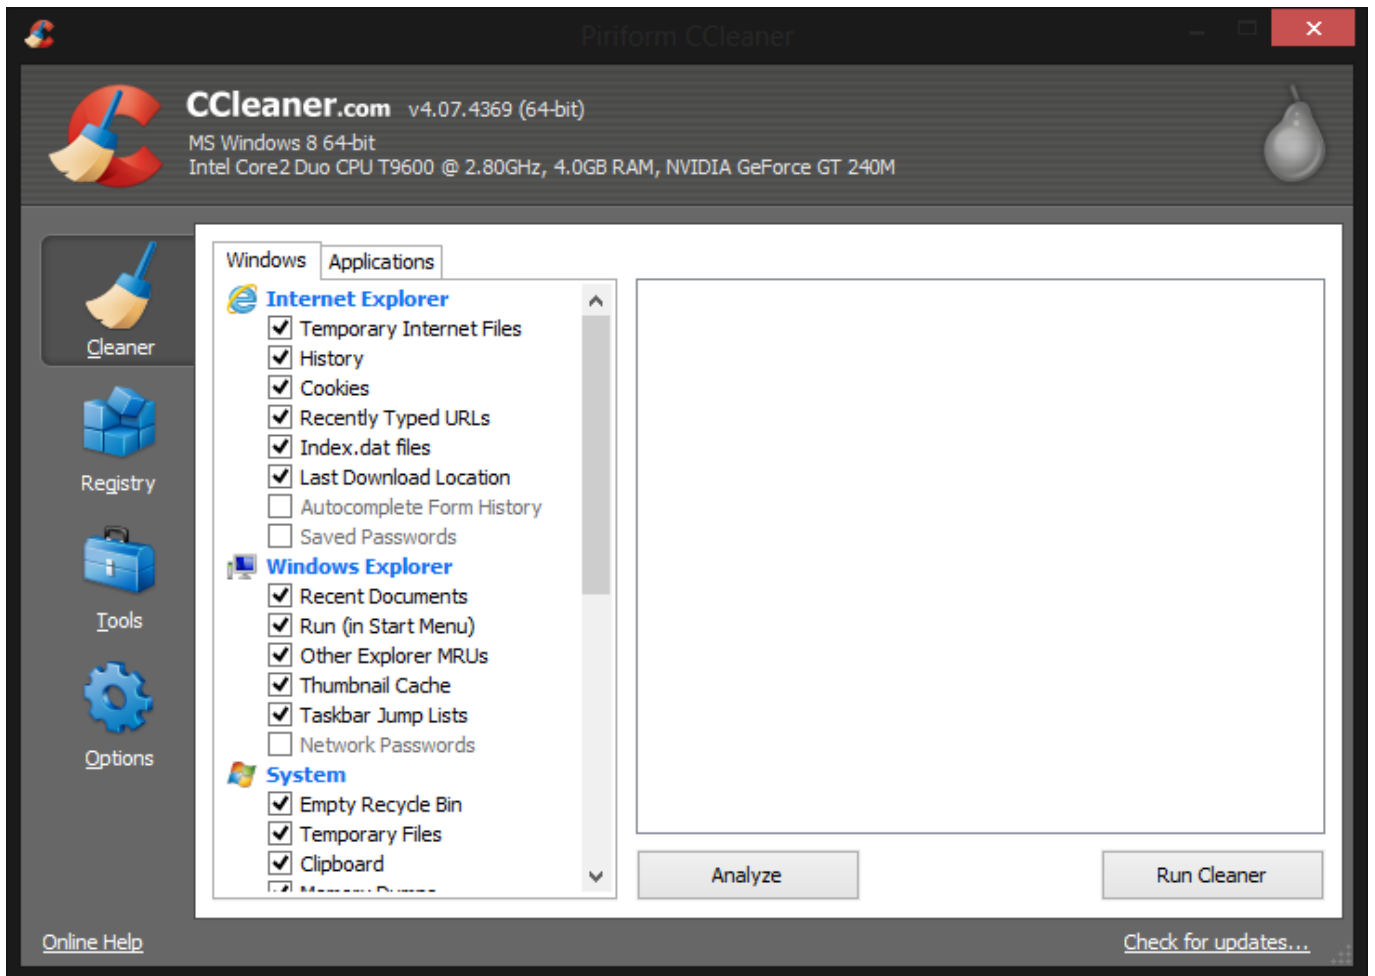 Piriform CCleaner
CCleaner.com v4.07.4369 (64-bit)
MS Windows 8 64-bit
Intel Core2 Duo CPU T9600 @ 2.80GHz, 4.0GB RAM, NVIDIA GeForce GT 240M
Cleaner
Registry
Tools
Options
Windows Applications
Internet Explorer
Temporary Internet Files
History
Cookies
Recently Typed URLs
Index.dat files
Last Download Location
Autocomplete Form History
Saved Passwords
Windows Explorer
Recent Documents
Run (in Start Menu)
Other Explorer MRUs
Thumbnail Cache
Taskbar Jump Lists
Network Passwords
System
Empty Recycle Bin
Temporary Files
Clipboard
Memory Dumps
Analyze
Run Cleaner
Online Help
Check for updates...